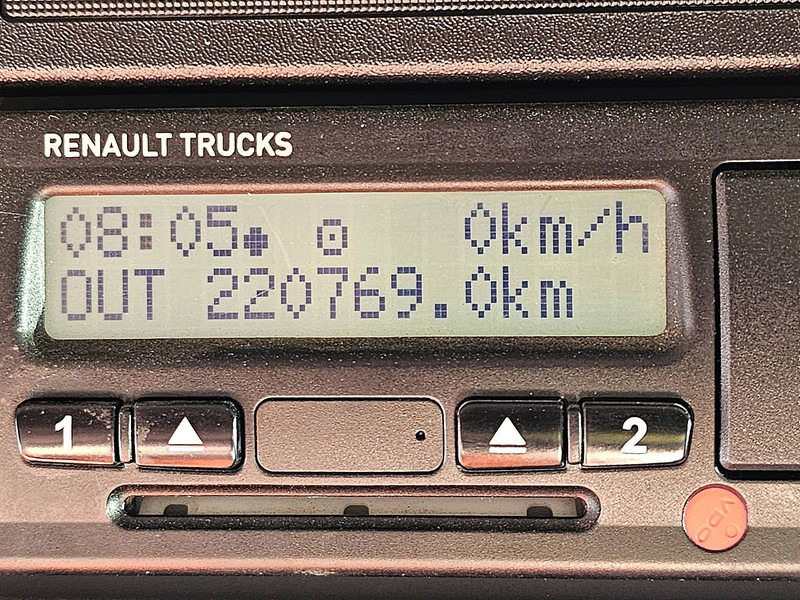 RENAULT TRUCKS
08:05 0km/h
OUT 220769.0km
1 2
VDO